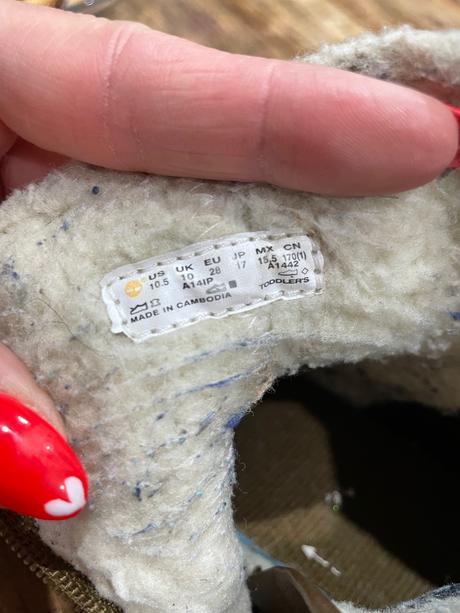 US UK EU JP MX CN
10.5 10 28 17 15.5 170(1)
A14IP A1442
TODDLER'S
MADE IN CAMBODIA